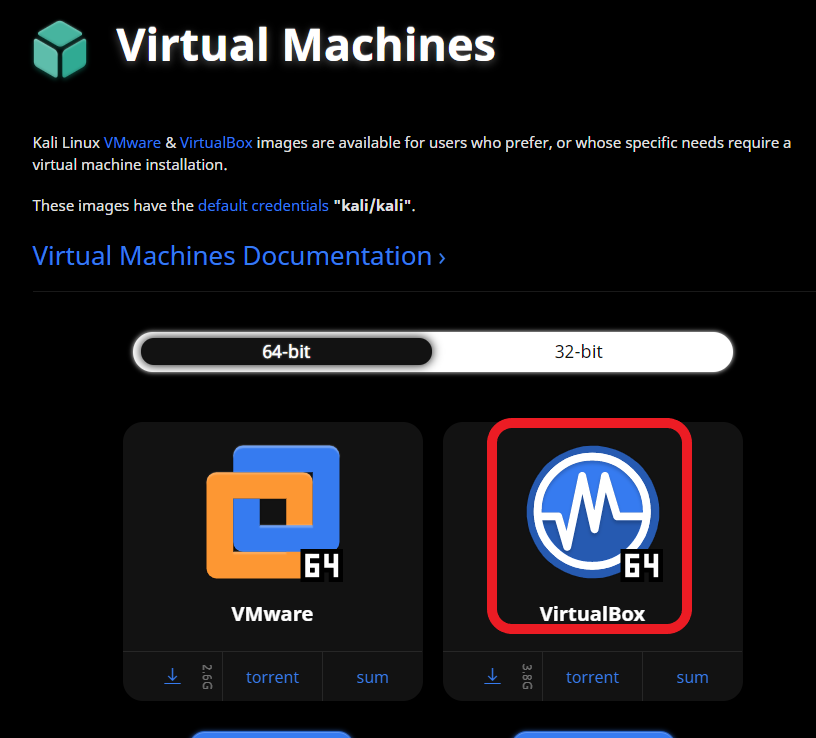 Virtual Machines
Kali Linux VMware & VirtualBox images are available for users who prefer, or whose specific needs require a
virtual machine installation.
These images have the default credentials "kali/kali".
Virtual Machines Documentation ›
64-bit 32-bit
64 64
VMware VirtualBox
2.6G torrent sum 3.8G torrent sum